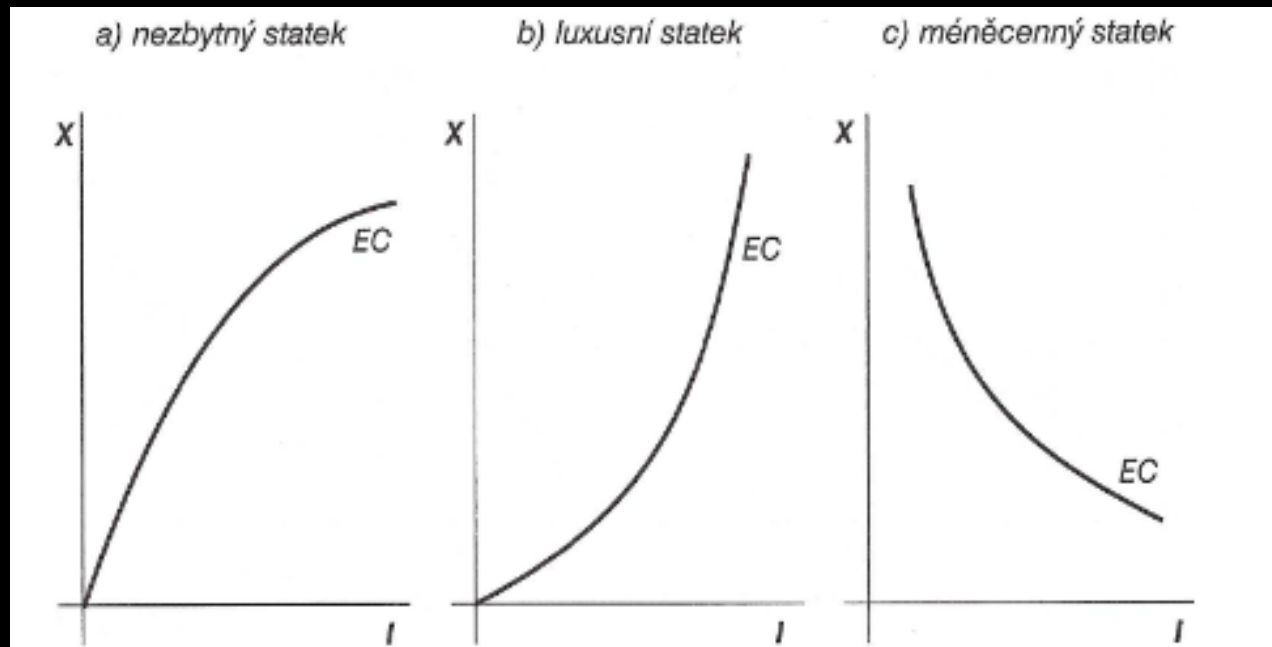 a) nezbytný statek
b) luxusní statek
c) méněcenný statek
X
X
X
EC
EC
EC
I
I
I